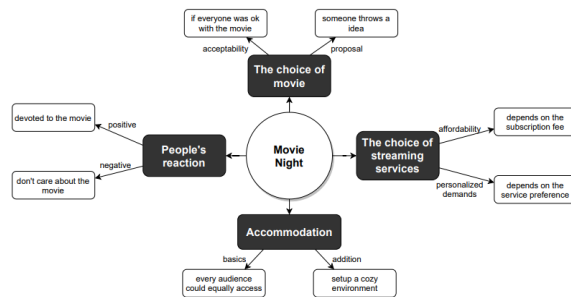 if everyone was ok
with the movie
someone throws a
idea
acceptability
proposal
The choice of
movie
devoted to the movie
positive
People's
reaction
negative
don't care about the
movie
Movie
Night
The choice of
streaming
services
affordability
depends on the
subscription fee
personalized
demands
depends on the
service preference
Accommodation
basics
addition
every audience
could equally access
setup a cozy
environment